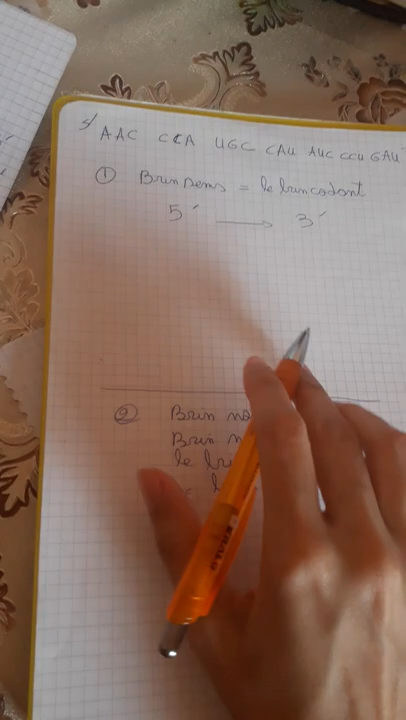 5' AAC CCA UGC CAU AUC CCU GAU
① Brin sens = le brin codant
5' → 3'
② Brin
Brin
le
=